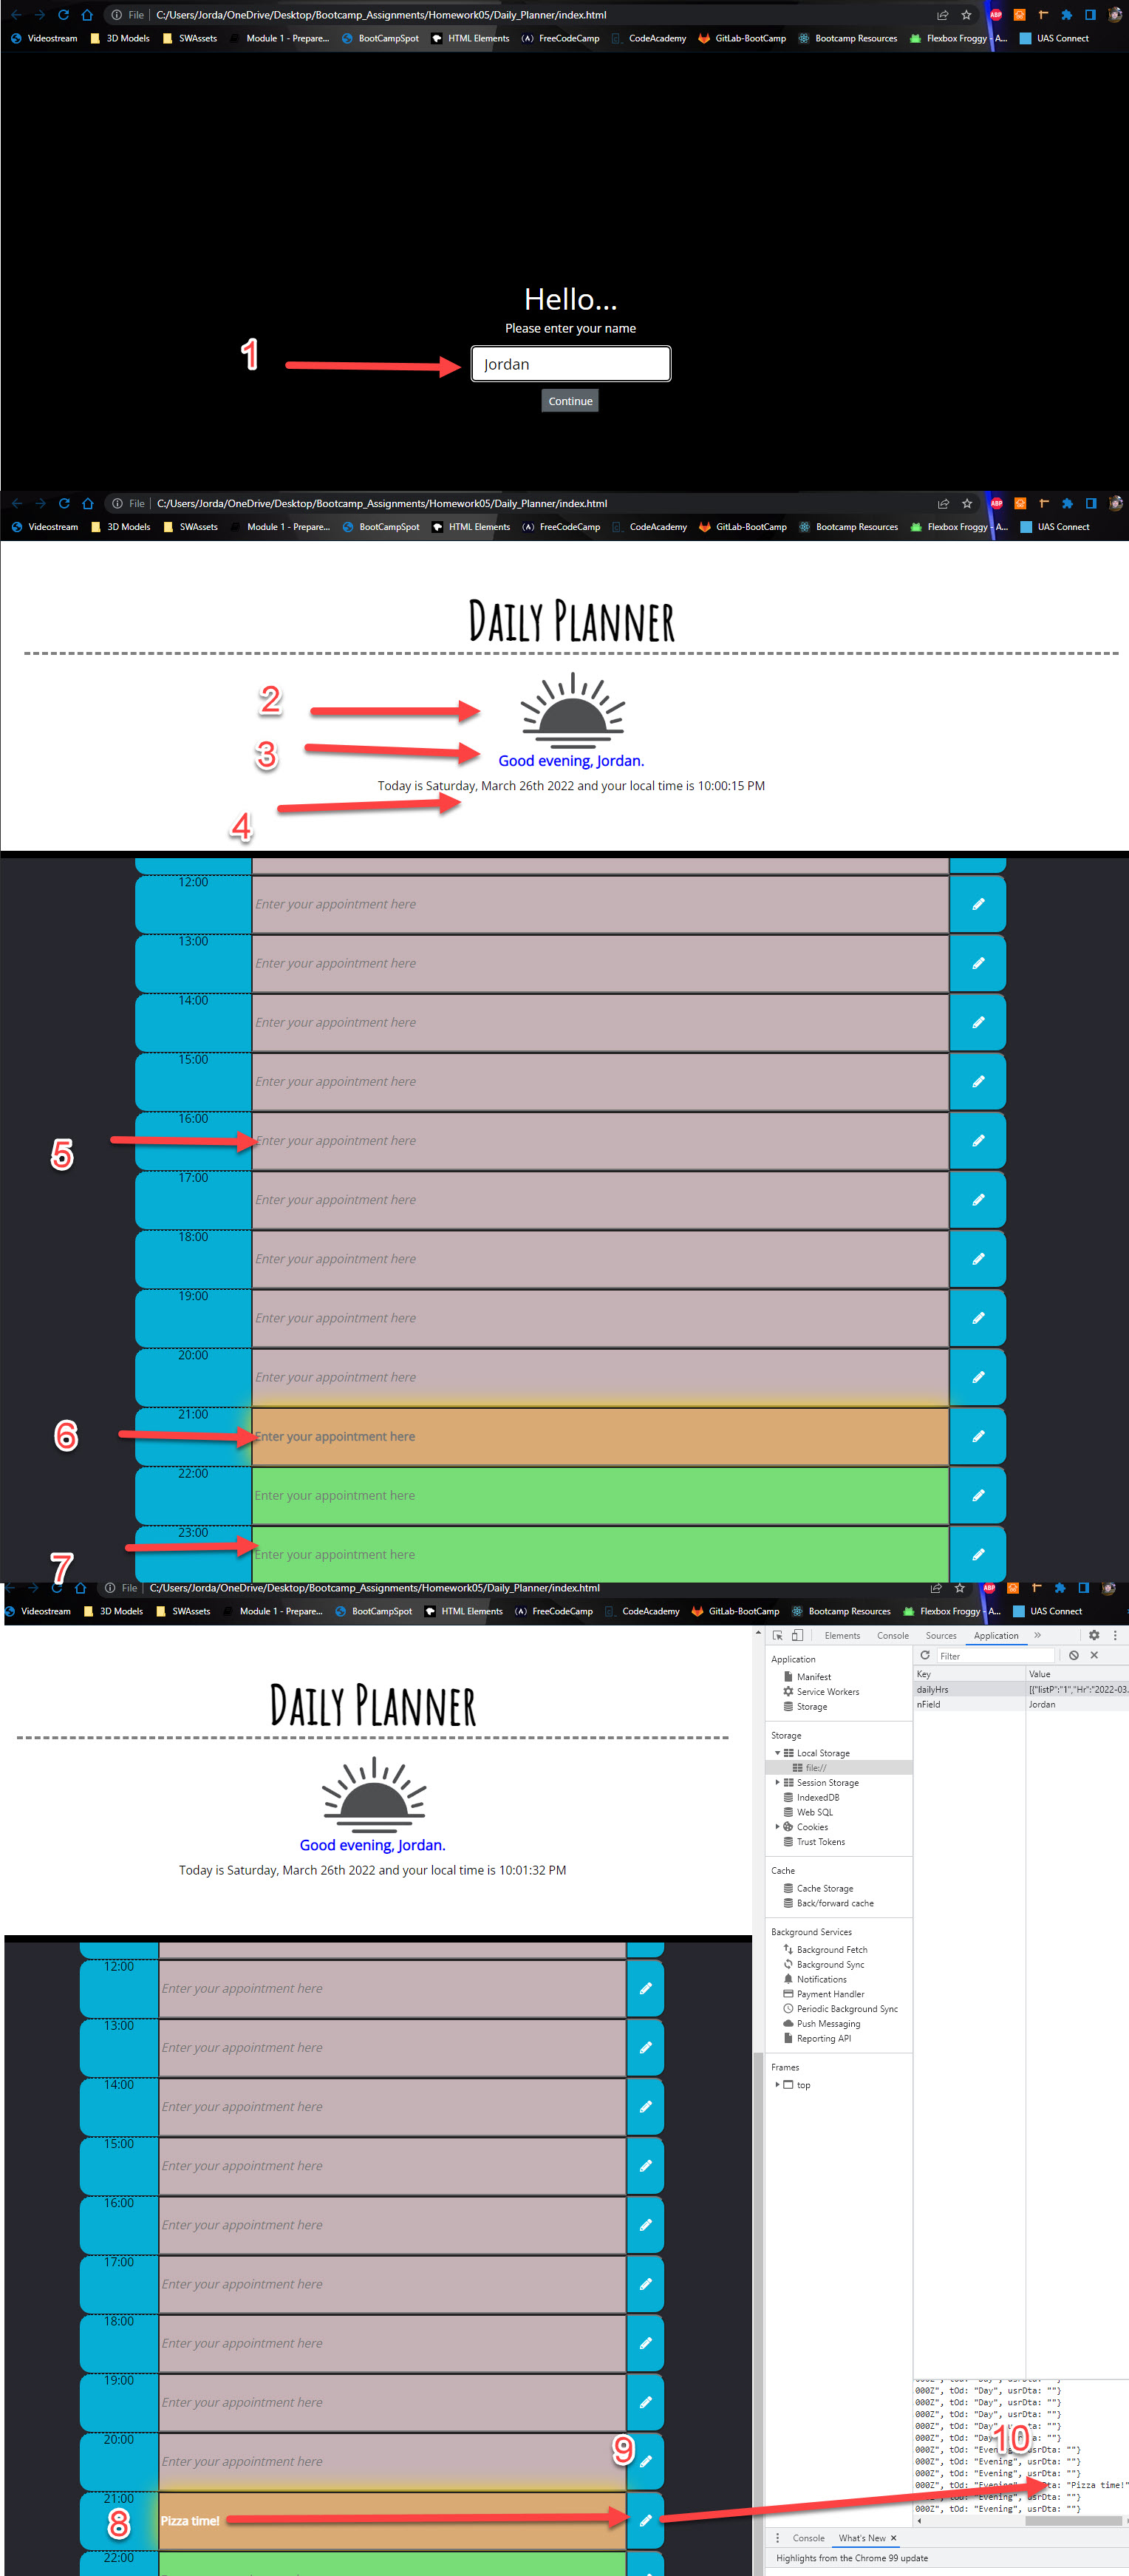 File | C:/Users/Jorda/OneDrive/Desktop/Bootcamp_Assignments/Homework05/Daily_Planner/index.html ABP
Videostream 3D Models SWAssets Module 1 - Prepare... BootCampSpot HTML Elements (A) FreeCodeCamp CodeAcademy GitLab-BootCamp Bootcamp Resources Flexbox Froggy - A... UAS Connect
Hello...
Please enter your name
1
Jordan
Continue
File | C:/Users/Jorda/OneDrive/Desktop/Bootcamp_Assignments/Homework05/Daily_Planner/index.html ABP
Videostream 3D Models SWAssets Module 1 - Prepare... BootCampSpot HTML Elements (A) FreeCodeCamp CodeAcademy GitLab-BootCamp Bootcamp Resources Flexbox Froggy - A... UAS Connect
DAILY PLANNER
2
3
Good evening, Jordan.
Today is Saturday, March 26th 2022 and your local time is 10:00:15 PM
4
12:00
Enter your appointment here
13:00
Enter your appointment here
14:00
Enter your appointment here
15:00
Enter your appointment here
16:00
5
Enter your appointment here
17:00
Enter your appointment here
18:00
Enter your appointment here
19:00
Enter your appointment here
20:00
Enter your appointment here
21:00
6
Enter your appointment here
22:00
Enter your appointment here
23:00
7
Enter your appointment here
File | C:/Users/Jorda/OneDrive/Desktop/Bootcamp_Assignments/Homework05/Daily_Planner/index.html ABP
Videostream 3D Models SWAssets Module 1 - Prepare... BootCampSpot HTML Elements (A) FreeCodeCamp CodeAcademy GitLab-BootCamp Bootcamp Resources Flexbox Froggy - A... UAS Connect
DAILY PLANNER
Good evening, Jordan.
Today is Saturday, March 26th 2022 and your local time is 10:01:32 PM
12:00
Enter your appointment here
13:00
Enter your appointment here
14:00
Enter your appointment here
15:00
Enter your appointment here
16:00
Enter your appointment here
17:00
Enter your appointment here
18:00
Enter your appointment here
19:00
Enter your appointment here
20:00
9
Enter your appointment here
21:00
8
Pizza time!
22:00
Elements Console Sources Application »
Application
Manifest
Service Workers
Storage
Storage
Local Storage
file://
Session Storage
IndexedDB
Web SQL
Cookies
Trust Tokens
Cache
Cache Storage
Back/forward cache
Background Services
Background Fetch
Background Sync
Notifications
Payment Handler
Periodic Background Sync
Push Messaging
Reporting API
Frames
top
Filter
Key Value
dailyHrs [{"listP":"1","Hr":"2022-03.
nField Jordan
000Z", tOd: "Day", usrDta: ""}
000Z", tOd: "Day", usrDta: ""}
000Z", tOd: "Day", usrDta: ""}
000Z", tOd: "Day", usrDta: ""}
000Z", tOd: "Day", usrDta: ""}
10
000Z", tOd: "Day", usrDta: ""}
000Z", tOd: "Evening", usrDta: ""}
000Z", tOd: "Evening", usrDta: ""}
000Z", tOd: "Evening", usrDta: ""}
000Z", tOd: "Evening", usrDta: "Pizza time!"
000Z", tOd: "Evening", usrDta: ""}
000Z", tOd: "Evening", usrDta: ""}
Console What's New
Highlights from the Chrome 99 update